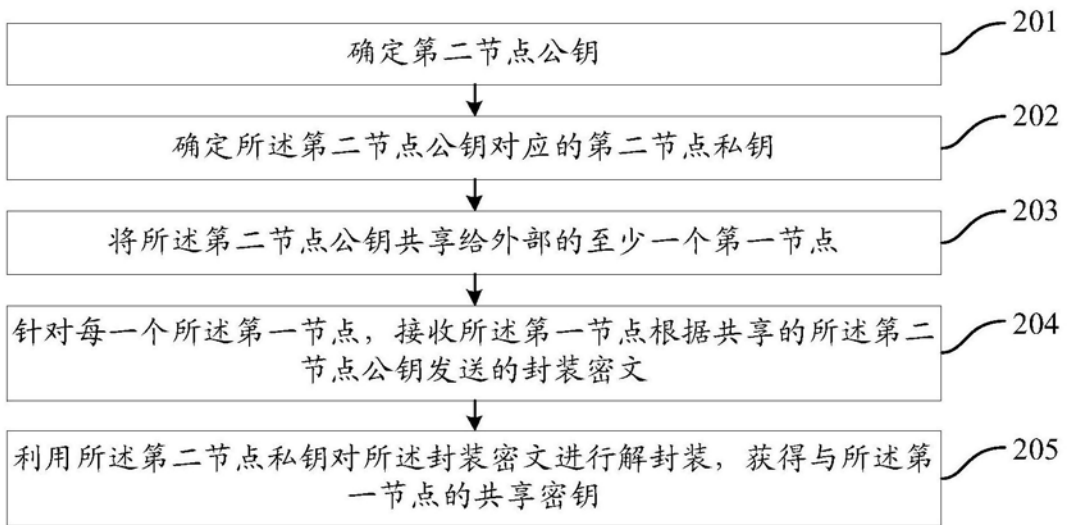 201
确定第二节点公钥
202
确定所述第二节点公钥对应的第二节点私钥
203
将所述第二节点公钥共享给外部的至少一个第一节点
204
针对每一个所述第一节点，接收所述第一节点根据共享的所述第二
节点公钥发送的封装密文
205
利用所述第二节点私钥对所述封装密文进行解封装，获得与所述第
一节点的共享密钥